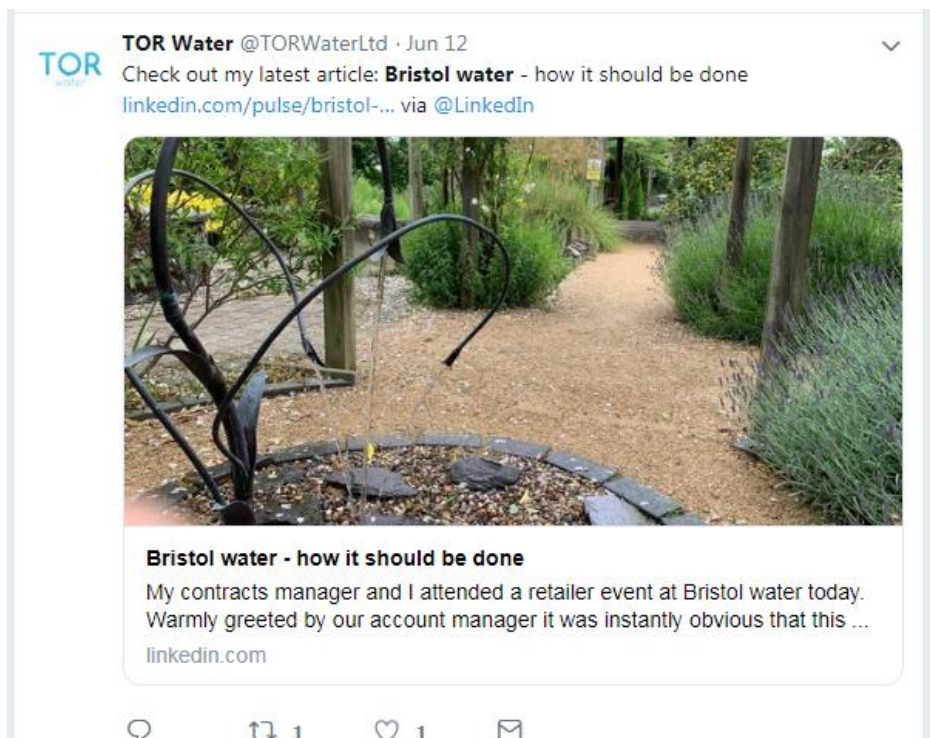 TOR Water @TORWaterLtd · Jun 12
TOR
water
Check out my latest article: Bristol water - how it should be done
linkedin.com/pulse/bristol-... via @LinkedIn
Bristol water - how it should be done
My contracts manager and I attended a retailer event at Bristol water today.
Warmly greeted by our account manager it was instantly obvious that this ...
linkedin.com
1 1